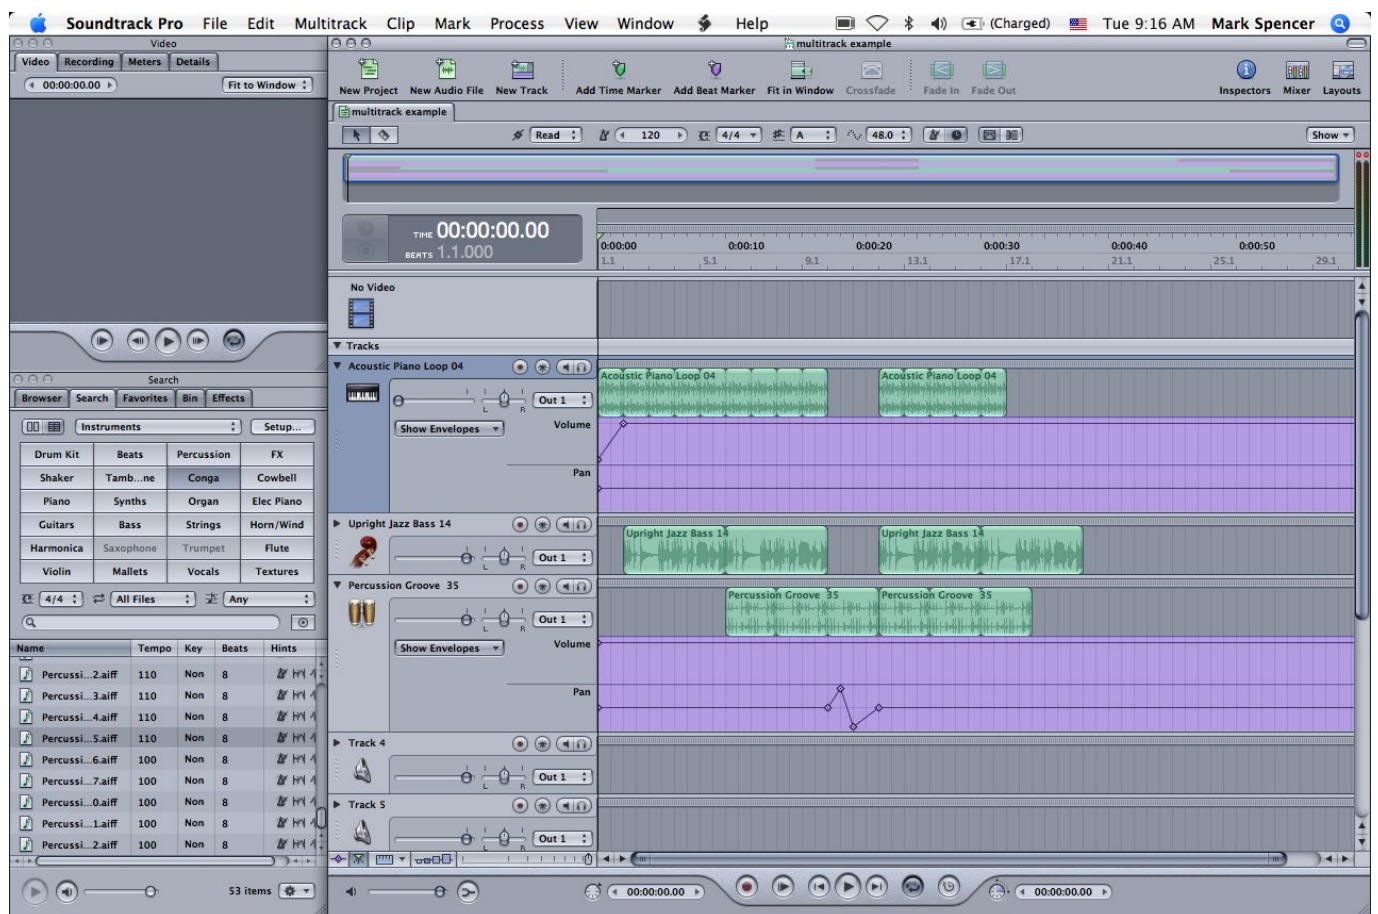 Soundtrack Pro File Edit Multitrack Clip Mark Process View Window Help (Charged) Tue 9:16 AM Mark Spencer
Video
Video Recording Meters Details
00:00:00.00 Fit to Window
multitrack example
New Project New Audio File New Track Add Time Marker Add Beat Marker Fit in Window Crossfade Fade In Fade Out Inspectors Mixer Layouts
multitrack example
Read 120 4/4 A 48.0 Show
TIME 00:00:00.00
BEATS 1.1.000
0:00:00 0:00:10 0:00:20 0:00:30 0:00:40 0:00:50
1.1 5.1 9.1 13.1 17.1 21.1 25.1 29.1
No Video
Tracks
Acoustic Piano Loop 04
L R Out 1
Show Envelopes Volume
Pan
Acoustic Piano Loop 04 Acoustic Piano Loop 04
Upright Jazz Bass 14
L R Out 1
Upright Jazz Bass 14 Upright Jazz Bass 14
Percussion Groove 35
L R Out 1
Show Envelopes Volume
Pan
Percussion Groove 35 Percussion Groove 35
Track 4
L R Out 1
Track 5
L R Out 1
Search
Browser Search Favorites Bin Effects
Instruments Setup...
Drum Kit Beats Percussion FX
Shaker Tamb...ne Conga Cowbell
Piano Synths Organ Elec Piano
Guitars Bass Strings Horn/Wind
Harmonica Saxophone Trumpet Flute
Violin Mallets Vocals Textures
4/4 All Files Any
Name Tempo Key Beats Hints
Percussi...2.aiff 110 Non 8
Percussi...3.aiff 110 Non 8
Percussi...4.aiff 110 Non 8
Percussi...5.aiff 110 Non 8
Percussi...6.aiff 100 Non 8
Percussi...7.aiff 100 Non 8
Percussi...0.aiff 100 Non 8
Percussi...1.aiff 100 Non 8
Percussi...2.aiff 100 Non 8
53 items
00:00:00.00 00:00:00.00